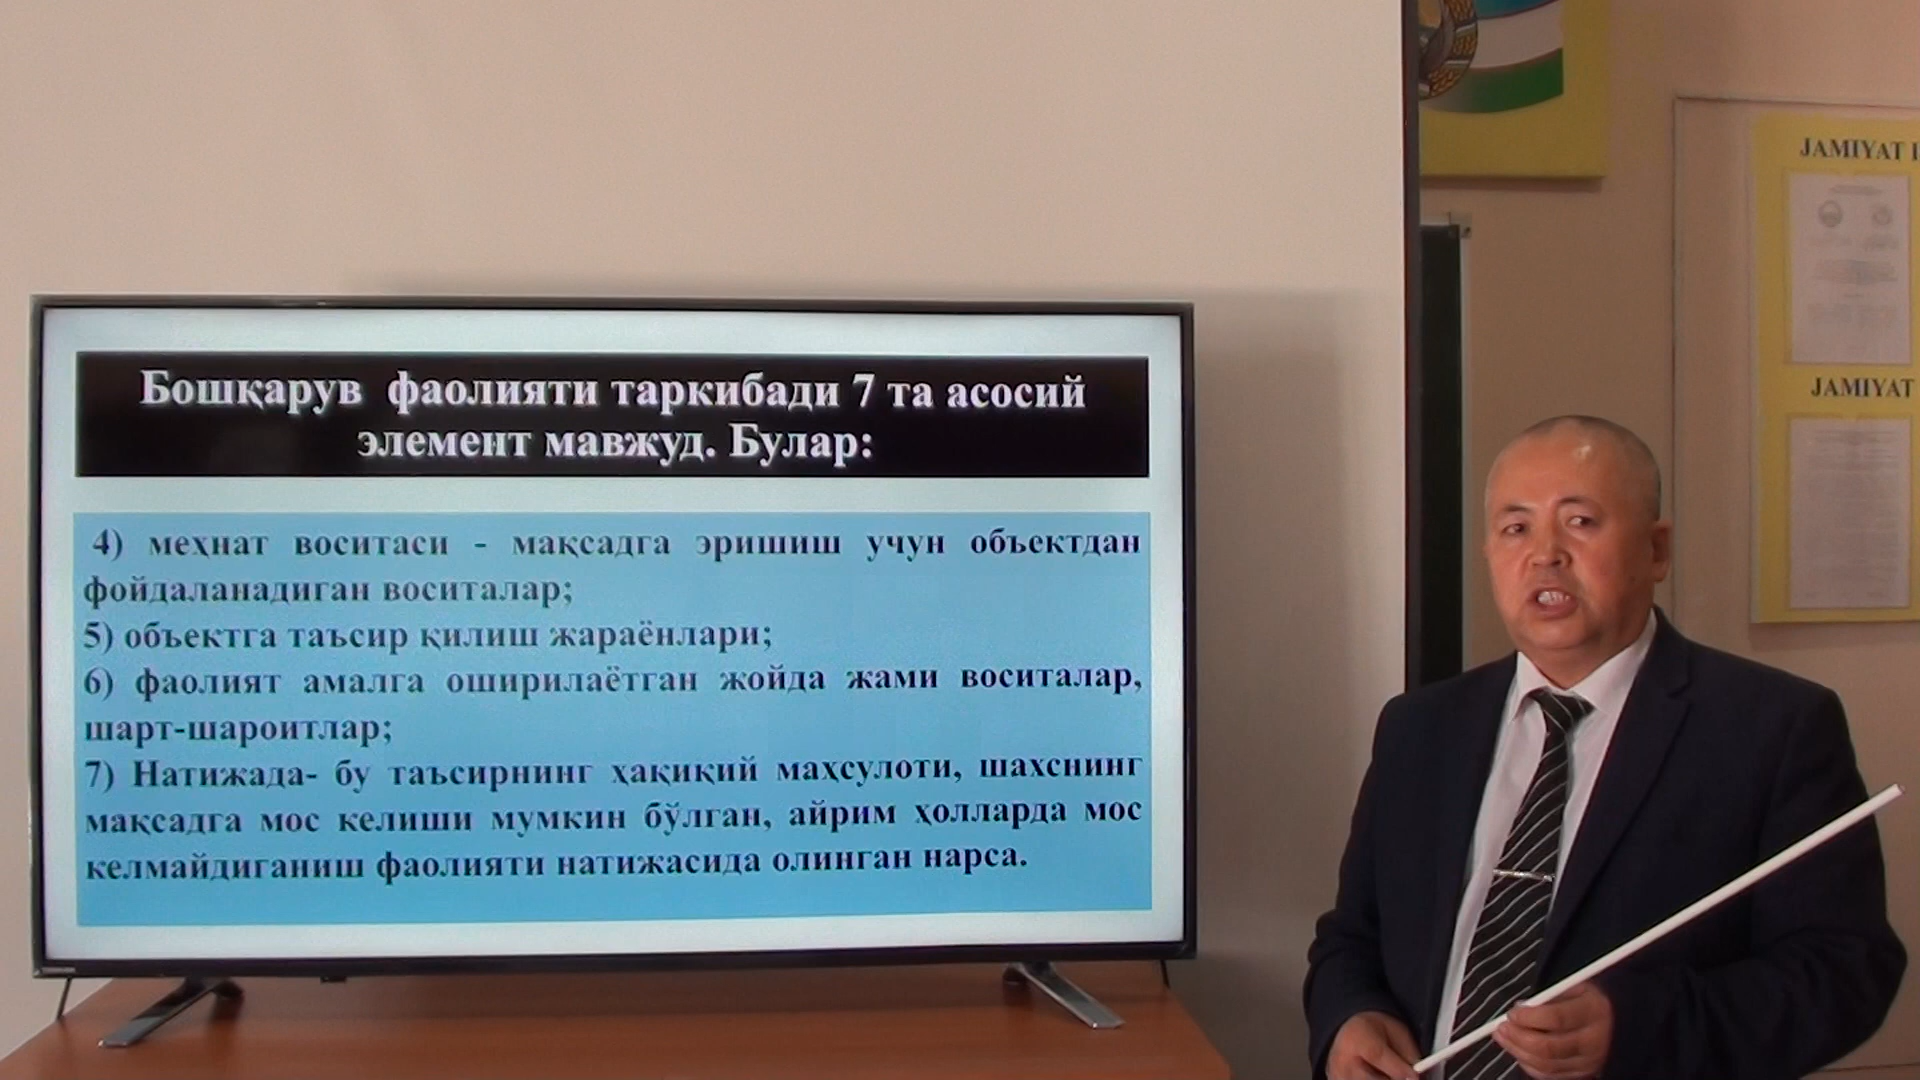 Бошқарув фаолияти таркибади 7 та асосий
элемент мавжуд. Булар:
4) меҳнат воситаси - мақсадга эришиш учун объектдан
фойдаланадиган воситалар;
5) объектга таъсир қилиш жараёнлари;
6) фаолият амалга оширилаётган жойда жами воситалар,
шарт-шароитлар;
7) Натижада- бу таъсирнинг ҳақиқий маҳсулоти, шахснинг
мақсадга мос келиши мумкин бўлган, айрим ҳолларда мос
келмайдиганиш фаолияти натижасида олинган нарса.
JAMIYAT
JAMIYAT